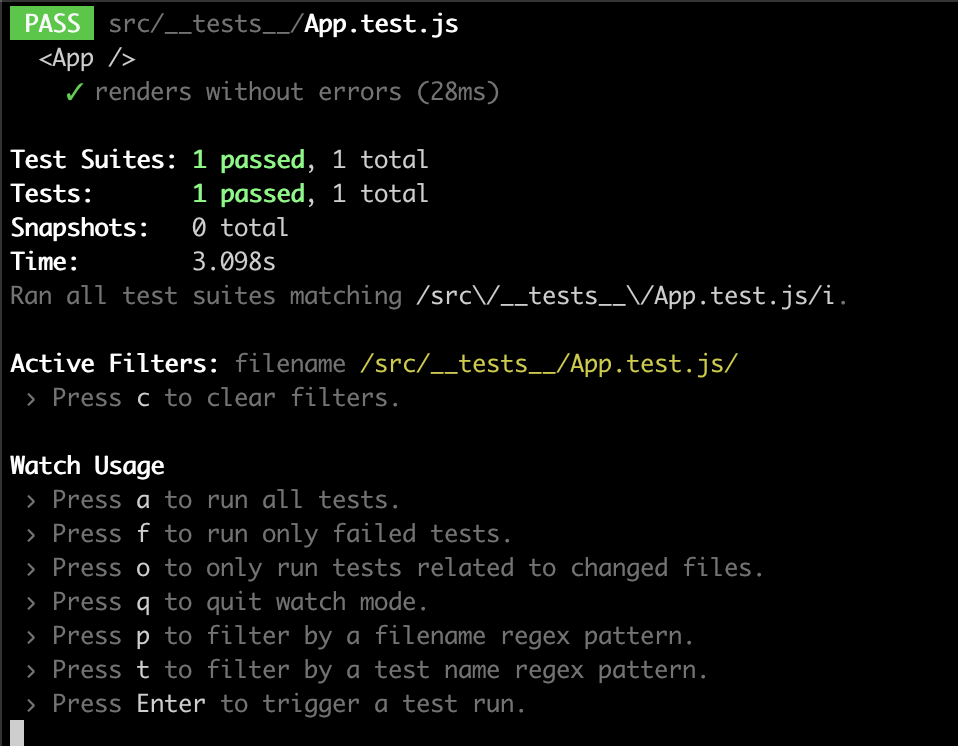 PASS src/__tests__/App.test.js
<App />
✓ renders without errors (28ms)
Test Suites: 1 passed, 1 total
Tests: 1 passed, 1 total
Snapshots: 0 total
Time: 3.098s
Ran all test suites matching /src\/__tests__\/App.test.js/i.
Active Filters: filename /src/__tests__/App.test.js/
› Press c to clear filters.
Watch Usage
› Press a to run all tests.
› Press f to run only failed tests.
› Press o to only run tests related to changed files.
› Press q to quit watch mode.
› Press p to filter by a filename regex pattern.
› Press t to filter by a test name regex pattern.
› Press Enter to trigger a test run.